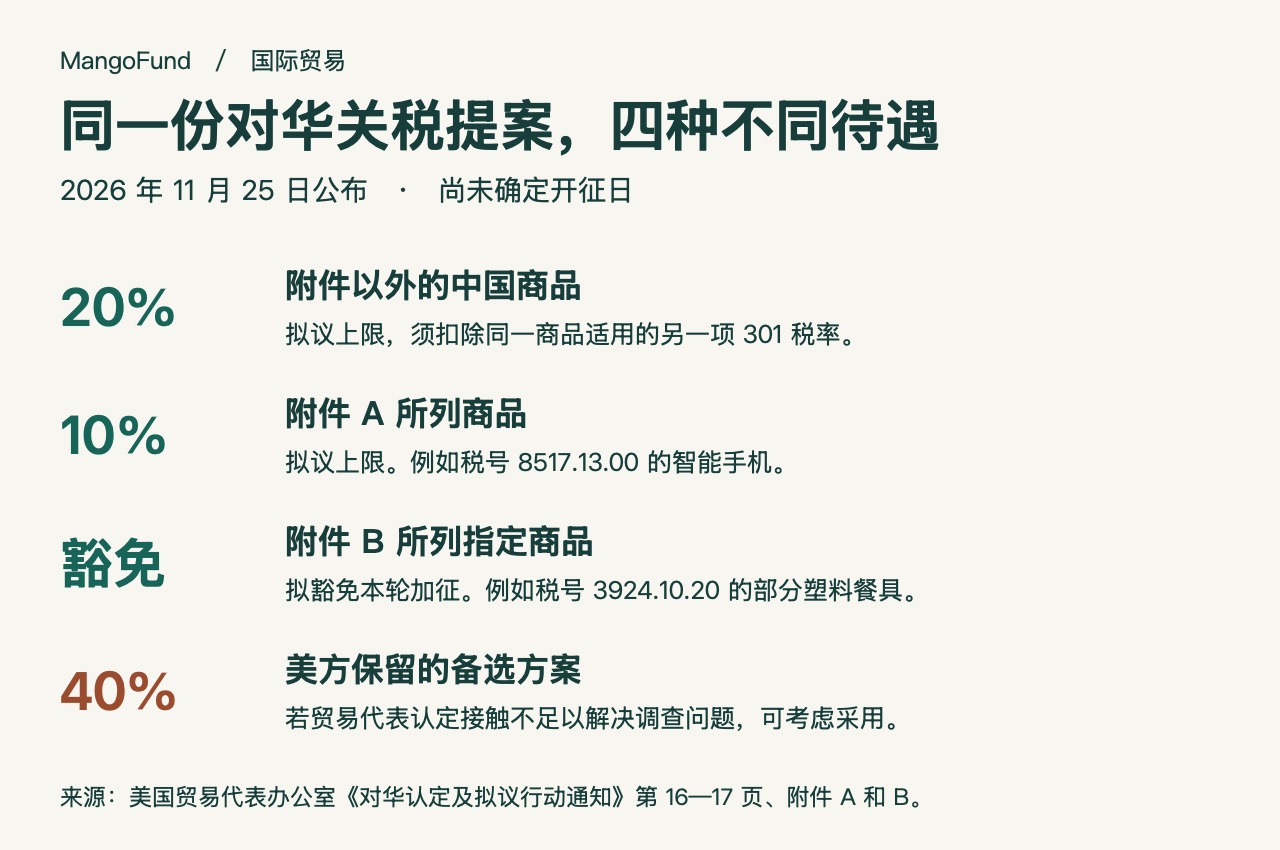 MangoFund / 国际贸易
同一份对华关税提案，四种不同待遇
2026 年 11 月 25 日公布 · 尚未确定开征日
20%
附件以外的中国商品
拟议上限，须扣除同一商品适用的另一项 301 税率。
10%
附件 A 所列商品
拟议上限。例如税号 8517.13.00 的智能手机。
豁免
附件 B 所列指定商品
拟豁免本轮加征。例如税号 3924.10.20 的部分塑料餐具。
40%
美方保留的备选方案
若贸易代表认定接触不足以解决调查问题，可考虑采用。
来源：美国贸易代表办公室《对华认定及拟议行动通知》第 16—17 页、附件 A 和 B。